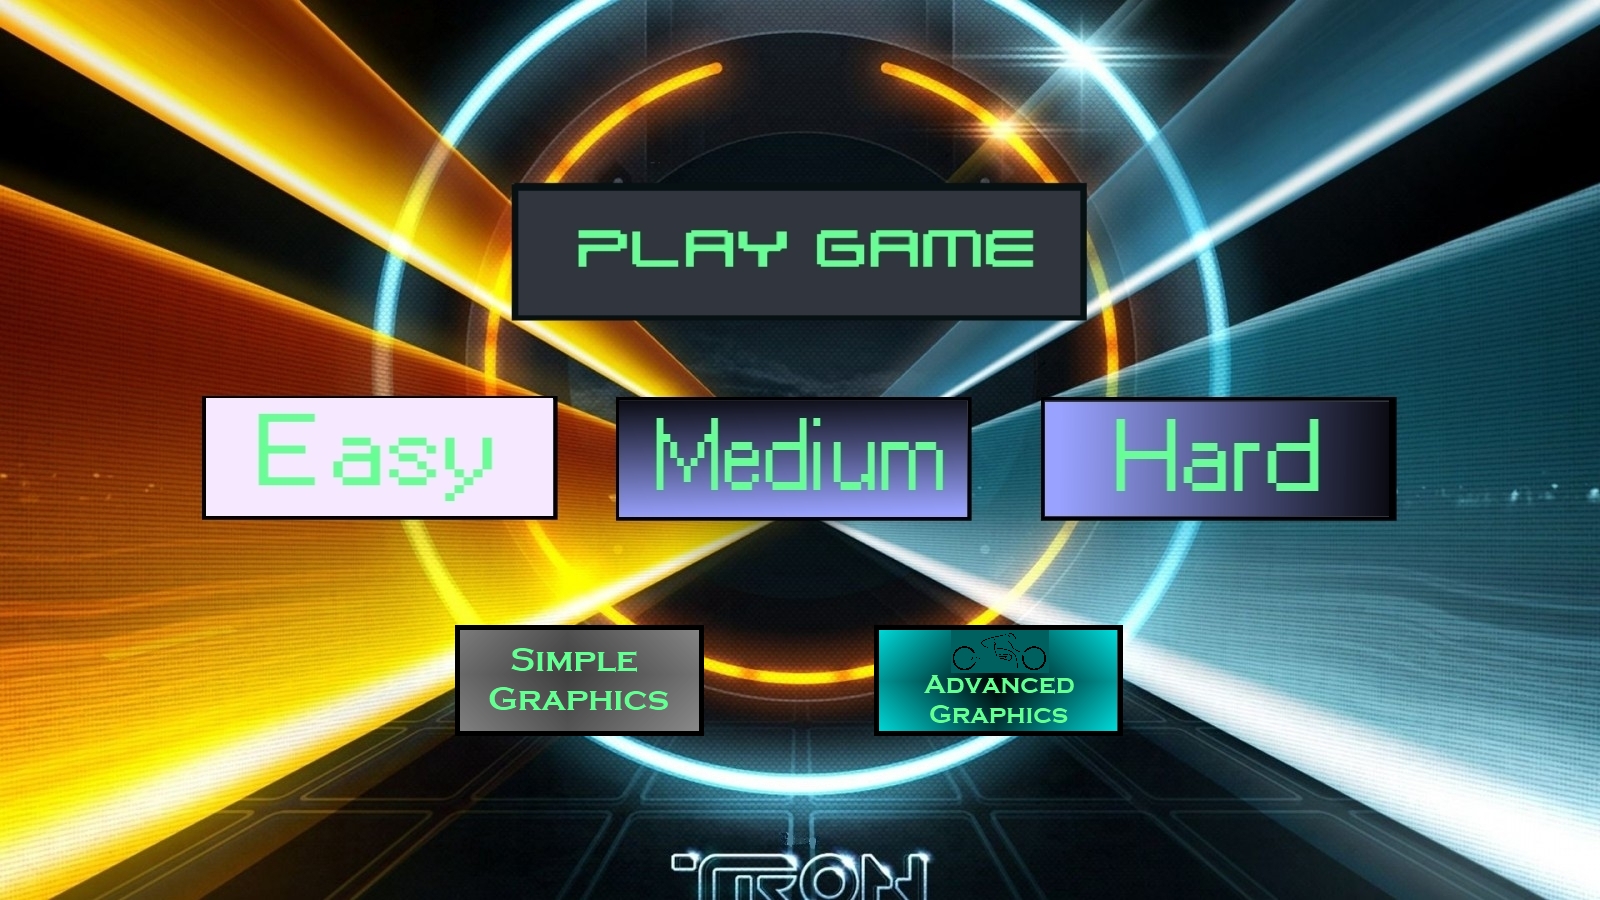 PLAY GAME
Easy
Medium
Hard
SIMPLE
GRAPHICS
ADVANCED
GRAPHICS
TRON